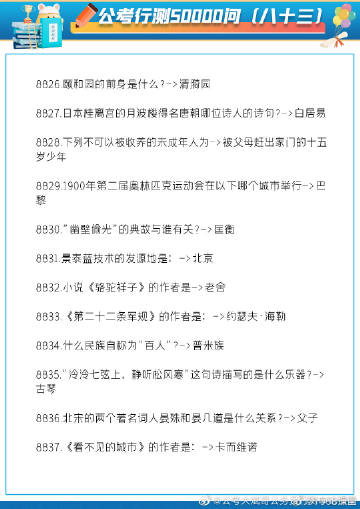 公考行测50000问（八十三）
8826.颐和园的前身是什么?->清漪园
8827.日本桂离宫的月波楼得名唐朝哪位诗人的诗句?->白居易
8828.下列不可以被收养的未成年人为->被父母赶出家门的十五
岁少年
8829.1900年第二届奥林匹克运动会在以下哪个城市举行->巴
黎
8830.“凿壁偷光”的典故与谁有关?->匡衡
8831.景泰蓝技术的发源地是：->北京
8832.小说《骆驼祥子》的作者是->老舍
8833.《第二十二条军规》的作者是：->约瑟夫·海勒
8834.什么民族自称为“百人”?->普米族
8835.“泠泠七弦上，静听松风寒”这句诗描写的是什么乐器?->
古琴
8836.北宋的两个著名词人晏殊和晏几道是什么关系?->父子
8837.《看不见的城市》的作者是：->卡而维诺